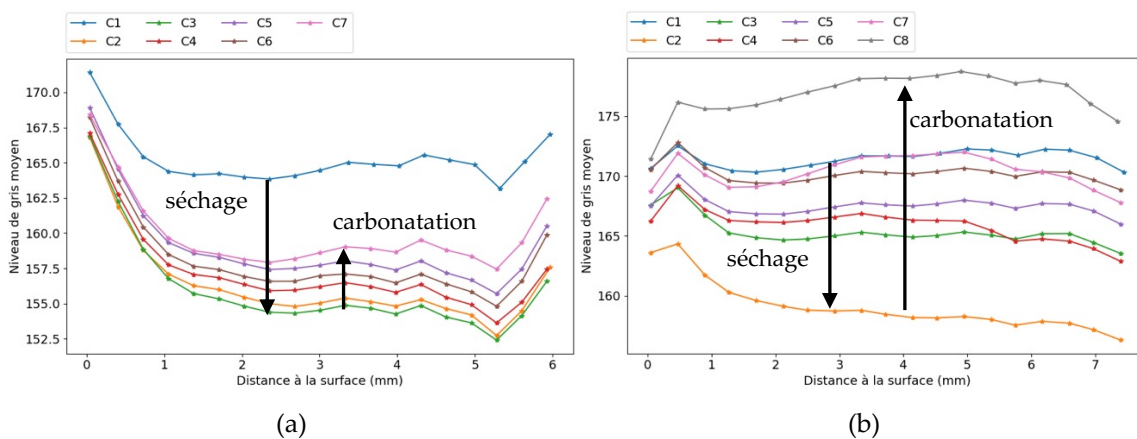 C1 C3 C5 C7
C2 C4 C6
Niveau de gris moyen
170.0
167.5
165.0
162.5
160.0
157.5
155.0
152.5
séchage
carbonatation
0 1 2 3 4 5 6
Distance à la surface (mm)
(a)
C1 C3 C5 C7
C2 C4 C6 C8
Niveau de gris moyen
175
170
165
160
carbonatation
séchage
0 1 2 3 4 5 6 7
Distance à la surface (mm)
(b)